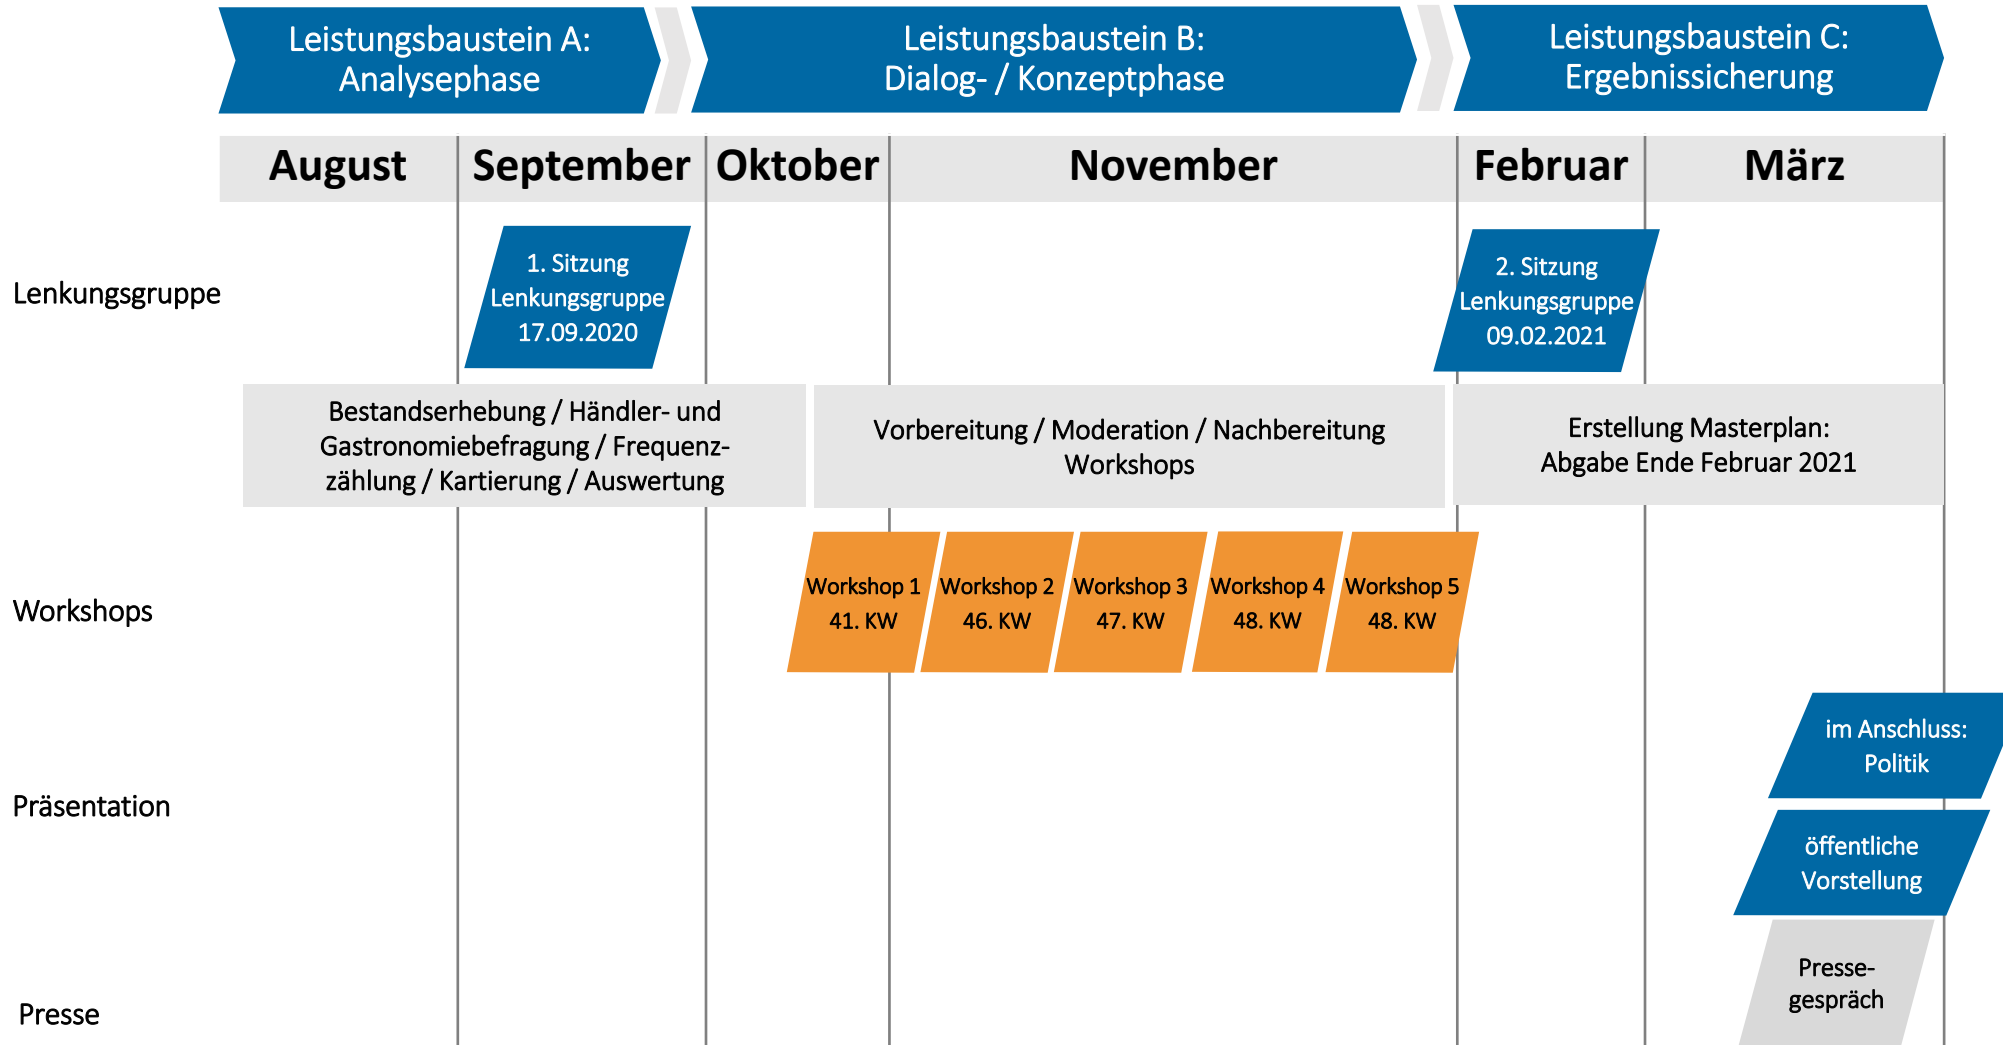 Leistungsbaustein A:
Analysephase
Leistungsbaustein B:
Dialog- / Konzeptphase
Leistungsbaustein C:
Ergebnissicherung
August
September
Oktober
November
Februar
März
Lenkungsgruppe
1. Sitzung
Lenkungsgruppe
17.09.2020
2. Sitzung
Lenkungsgruppe
09.02.2021
Bestandserhebung / Händler- und
Gastronomiebefragung / Frequenz-
zählung / Kartierung / Auswertung
Vorbereitung / Moderation / Nachbereitung
Workshops
Erstellung Masterplan:
Abgabe Ende Februar 2021
Workshops
Workshop 1
41. KW
Workshop 2
46. KW
Workshop 3
47. KW
Workshop 4
48. KW
Workshop 5
48. KW
Präsentation
im Anschluss:
Politik
öffentliche
Vorstellung
Presse
Presse-
gespräch